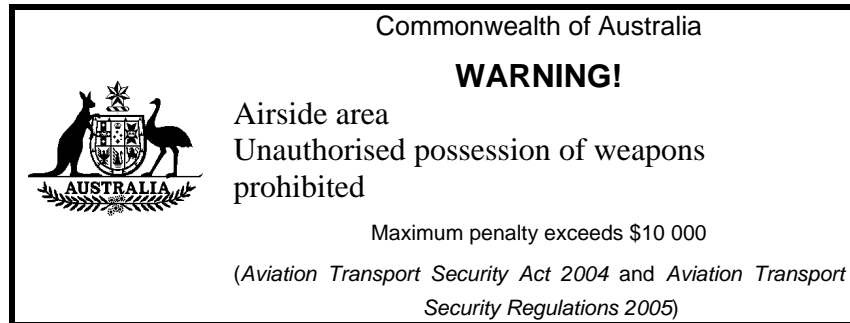 Commonwealth of Australia
WARNING!
Airside area
Unauthorised possession of weapons
prohibited
AUSTRALIA
Maximum penalty exceeds $10 000
(Aviation Transport Security Act 2004 and Aviation Transport
Security Regulations 2005)